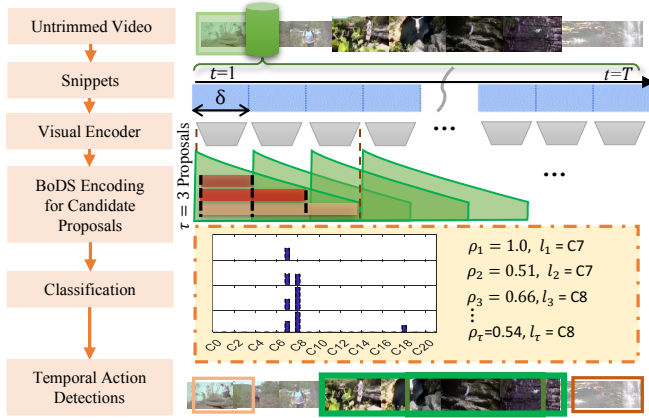 Untrimmed Video
t=1
t=T
Snippets
δ
Visual Encoder
...
BoDS Encoding
for Candidate
Proposals
τ = 3 Proposals
...
Classification
ρ₁ = 1.0, l₁ = C7
ρ₂ = 0.51, l₂ = C7
ρ₃ = 0.66, l₃ = C8
⋮
ρτ=0.54, lτ = C8
C0 C2 C4 C6 C8 C10 C12 C14 C16 C18 C20
Temporal Action
Detections